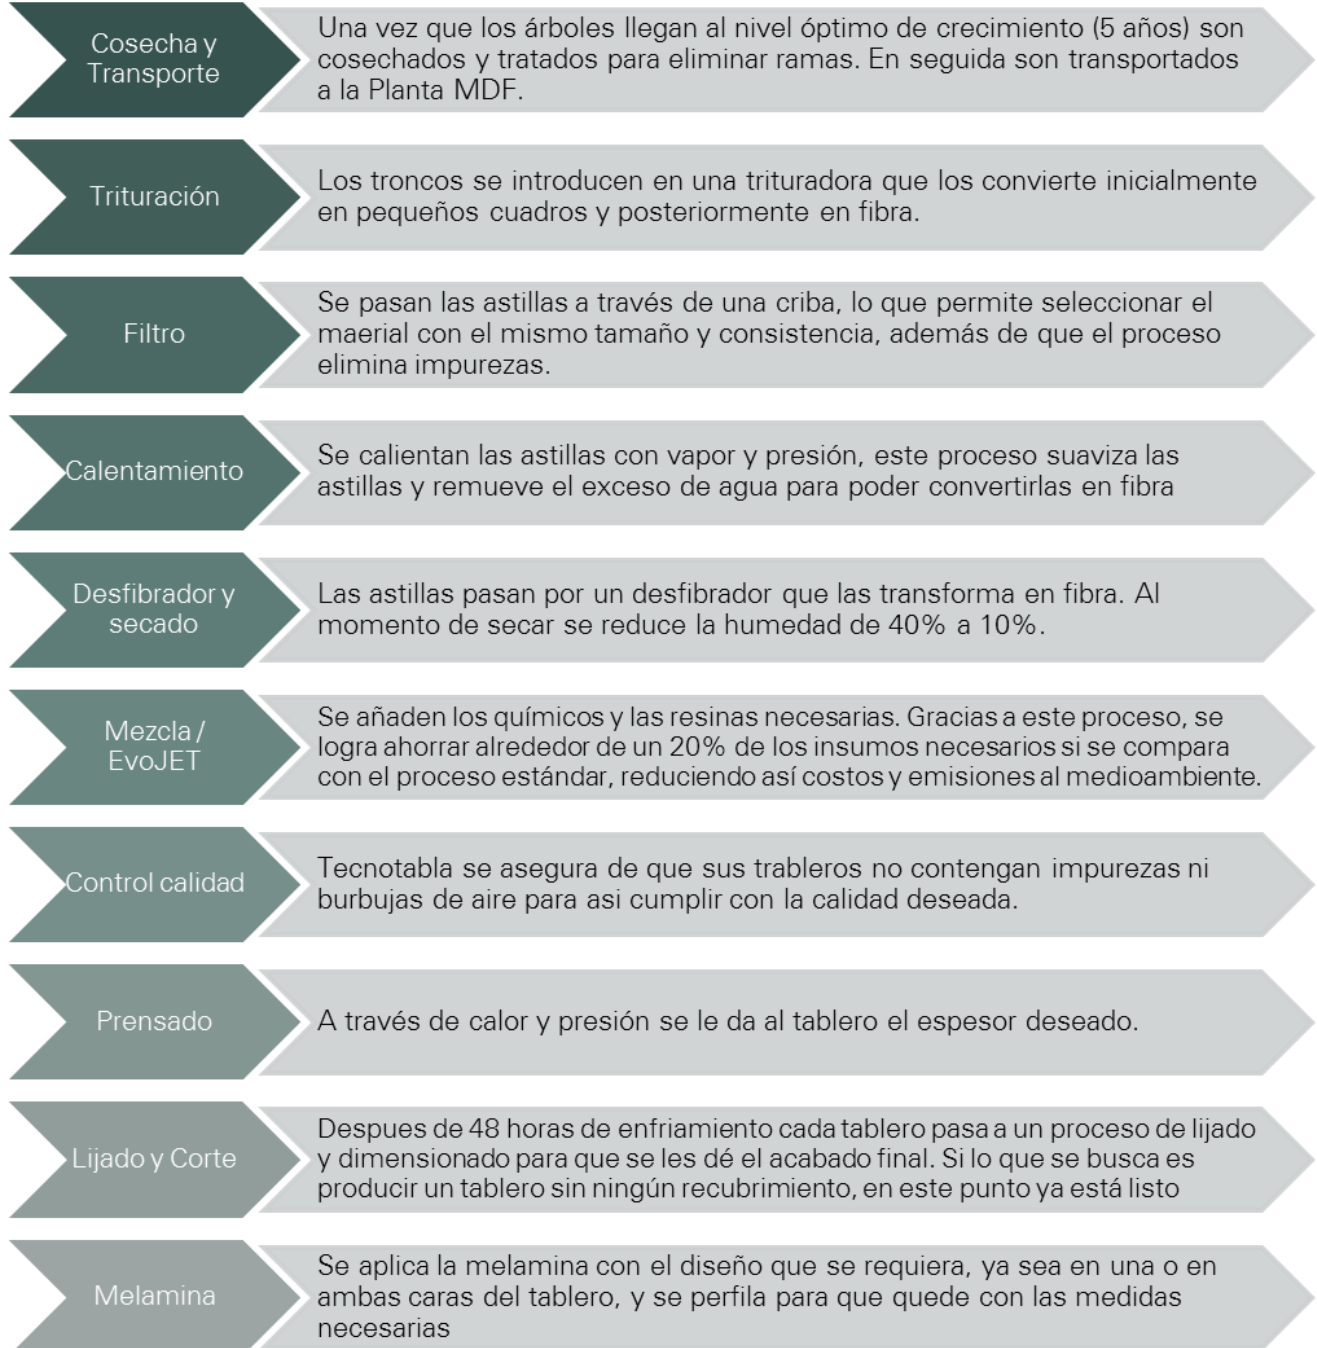 Cosecha y
Transporte
Una vez que los árboles llegan al nivel óptimo de crecimiento (5 años) son
cosechados y tratados para eliminar ramas. En seguida son transportados
a la Planta MDF.
Trituración
Los troncos se introducen en una trituradora que los convierte inicialmente
en pequeños cuadros y posteriormente en fibra.
Filtro
Se pasan las astillas a través de una criba, lo que permite seleccionar el
maerial con el mismo tamaño y consistencia, además de que el proceso
elimina impurezas.
Calentamiento
Se calientan las astillas con vapor y presión, este proceso suaviza las
astillas y remueve el exceso de agua para poder convertirlas en fibra
Desfibrador y
secado
Las astillas pasan por un desfibrador que las transforma en fibra. Al
momento de secar se reduce la humedad de 40% a 10%.
Mezcla /
EvoJET
Se añaden los químicos y las resinas necesarias. Gracias a este proceso, se
logra ahorrar alrededor de un 20% de los insumos necesarios si se compara
con el proceso estándar, reduciendo así costos y emisiones al medioambiente.
Control calidad
Tecnotabla se asegura de que sus trableros no contengan impurezas ni
burbujas de aire para asi cumplir con la calidad deseada.
Prensado
A través de calor y presión se le da al tablero el espesor deseado.
Lijado y Corte
Despues de 48 horas de enfriamiento cada tablero pasa a un proceso de lijado
y dimensionado para que se les dé el acabado final. Si lo que se busca es
producir un tablero sin ningún recubrimiento, en este punto ya está listo
Melamina
Se aplica la melamina con el diseño que se requiera, ya sea en una o en
ambas caras del tablero, y se perfila para que quede con las medidas
necesarias